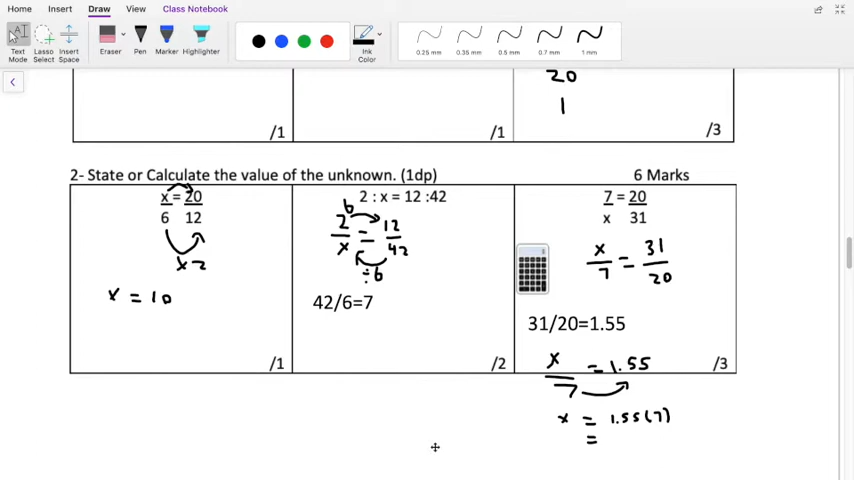 Home Insert Draw View Class Notebook
Text Mode
Lasso Select
Insert Space
Eraser
Pen
Marker
Highlighter
Ink Color
0.25 mm 0.35 mm 0.5 mm 0.7 mm 1 mm
20
1
/1 /1 /3
2- State or Calculate the value of the unknown. (1dp) 6 Marks
x = 20
6 12
x 2
x = 10
/1
2 : x = 12 :42
6
2 = 12
x 42
÷6
42/6=7
/2
7 = 20
x 31
x = 31
7 20
31/20=1.55
x = 1.55
7
/3
x = 1.55(7)
=